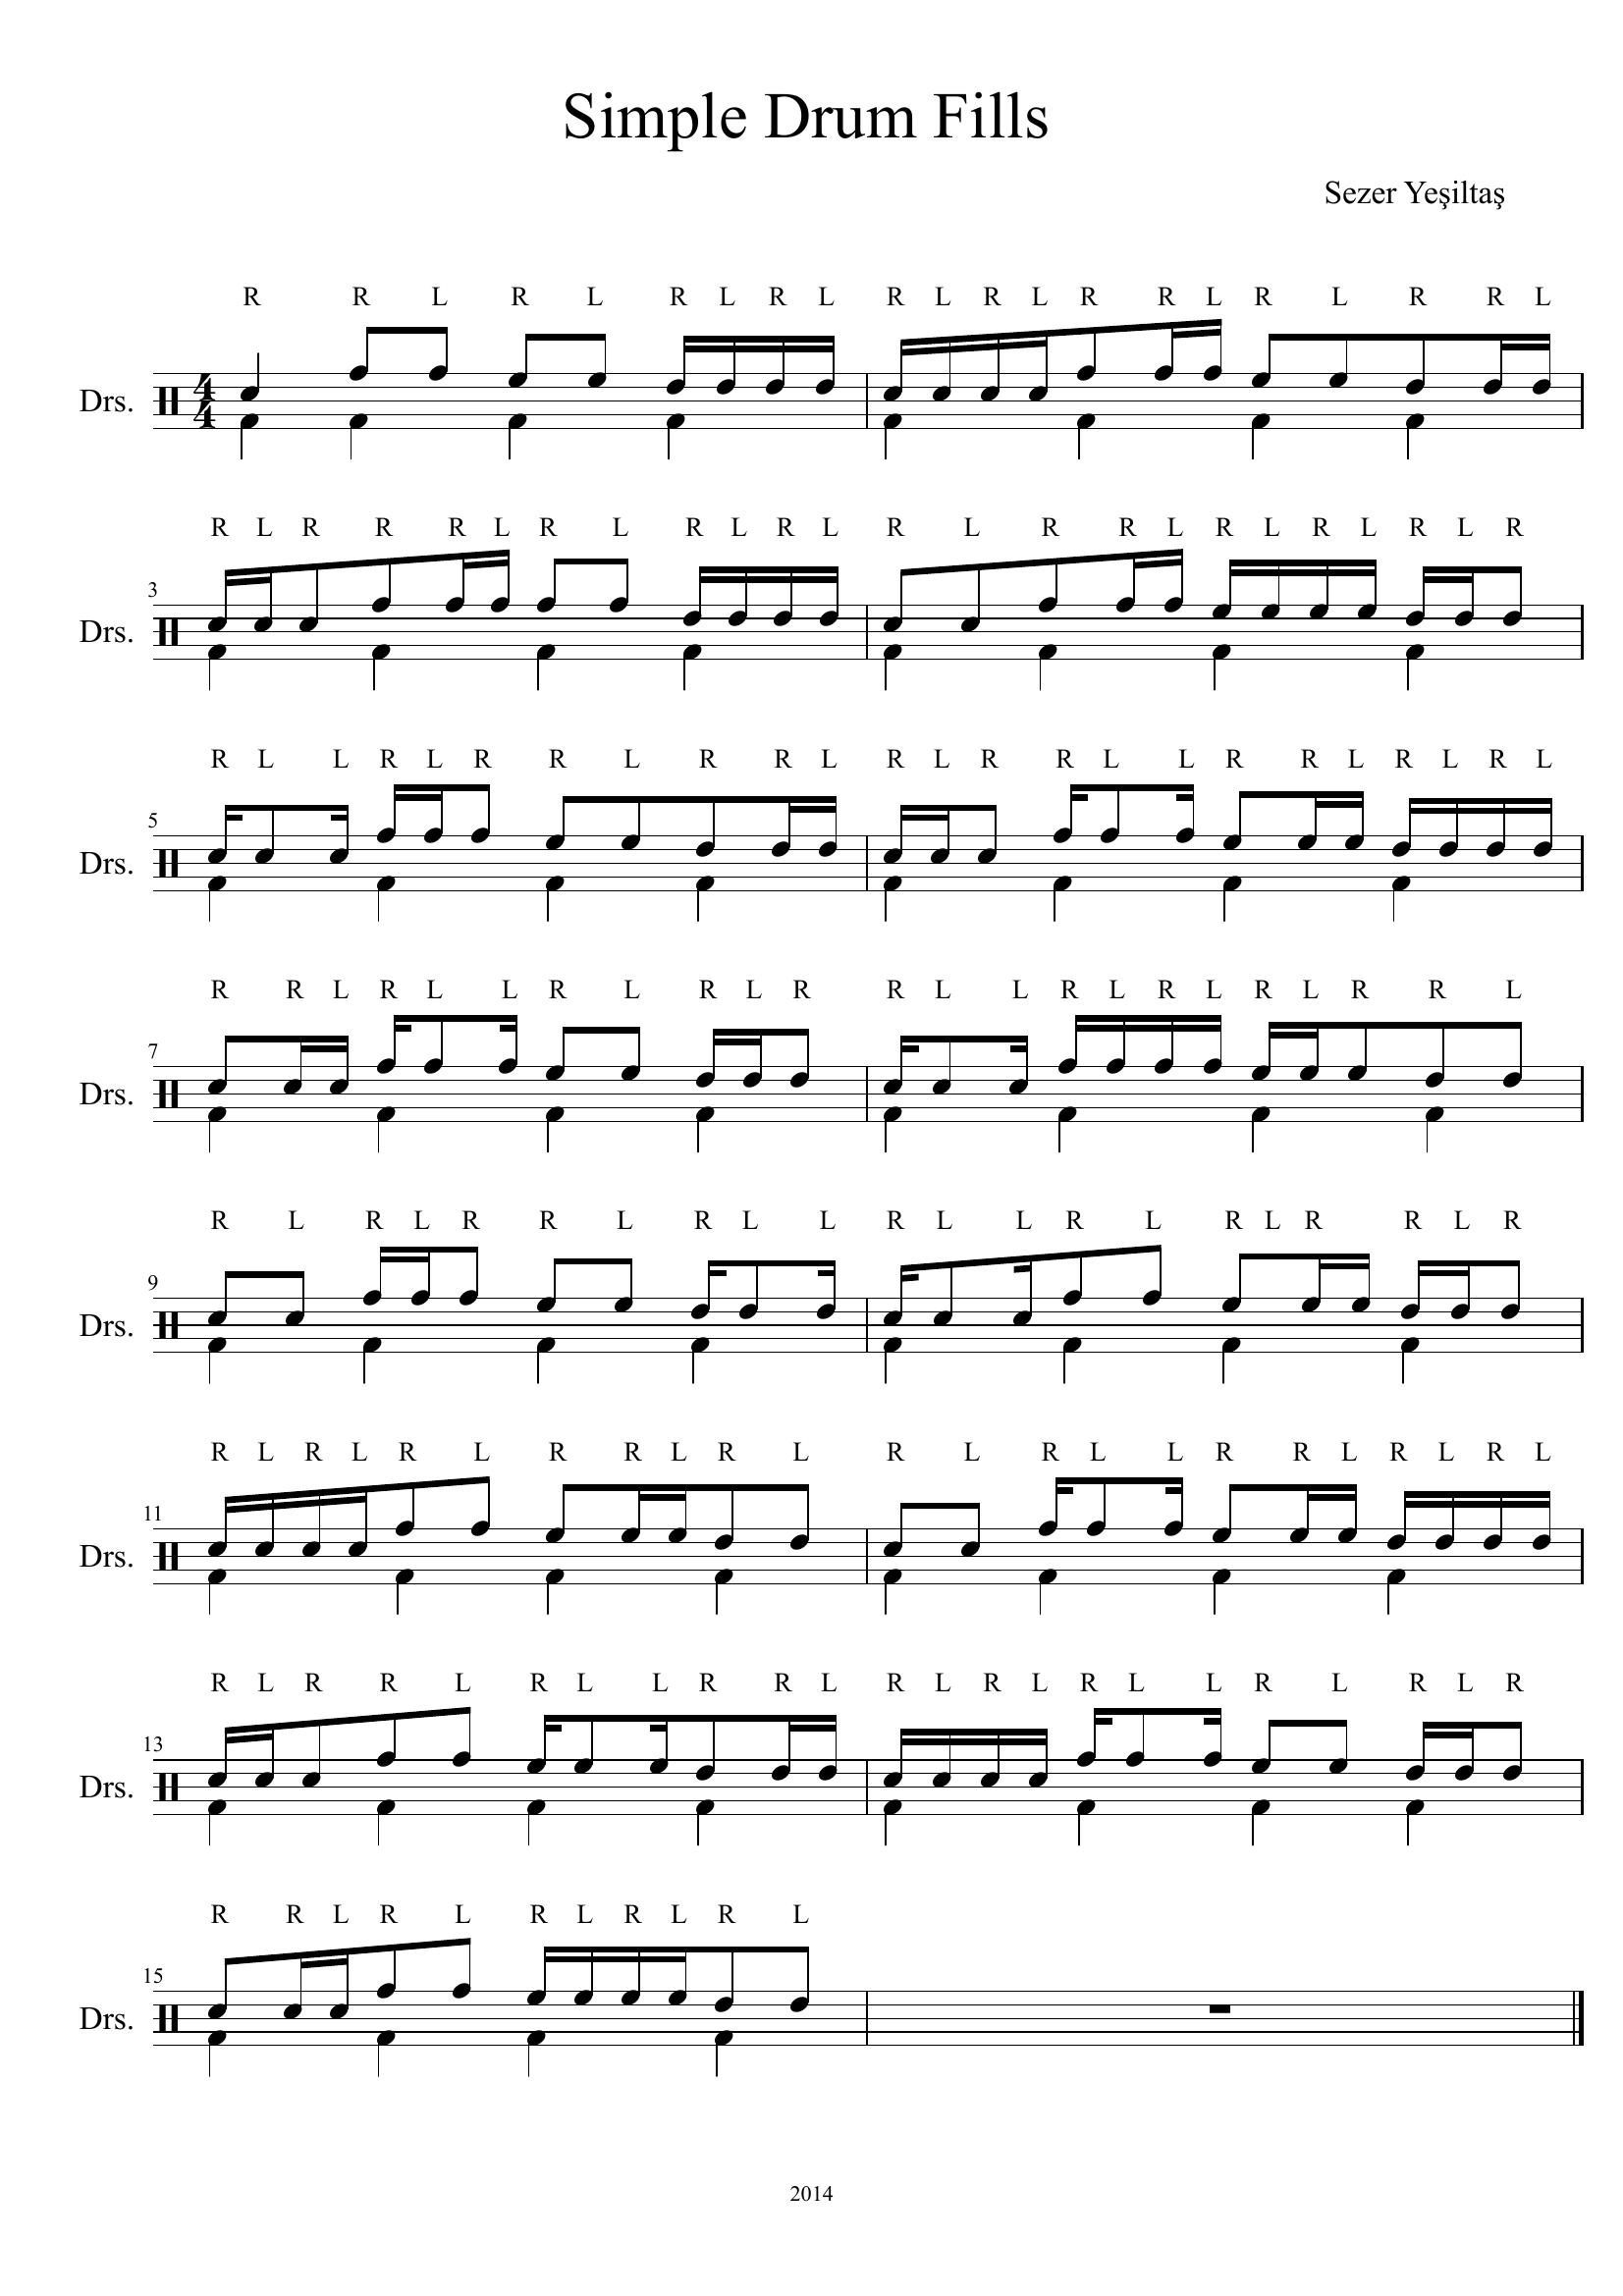 Simple Drum Fills
Sezer Yeşiltaş
R R L R L R L R L R L R L R R L R L R R L
Drs. 4 4
R L R R R L R L R L R L R L R R L R L R L R L R
3
Drs.
R L L R L R R L R R L R L R R L L R R L R L R L
5
Drs.
R R L R L L R L R L R R L L R L R L R L R R L
7
Drs.
R L R L R R L R L L R L L R L R L R R L R
9
Drs.
R L R L R L R R L R L R L R L L R R L R L R L
11
Drs.
R L R R L R L L R R L R L R L R L L R L R L R
13
Drs.
R R L R L R L R L R L
15
Drs.
2014